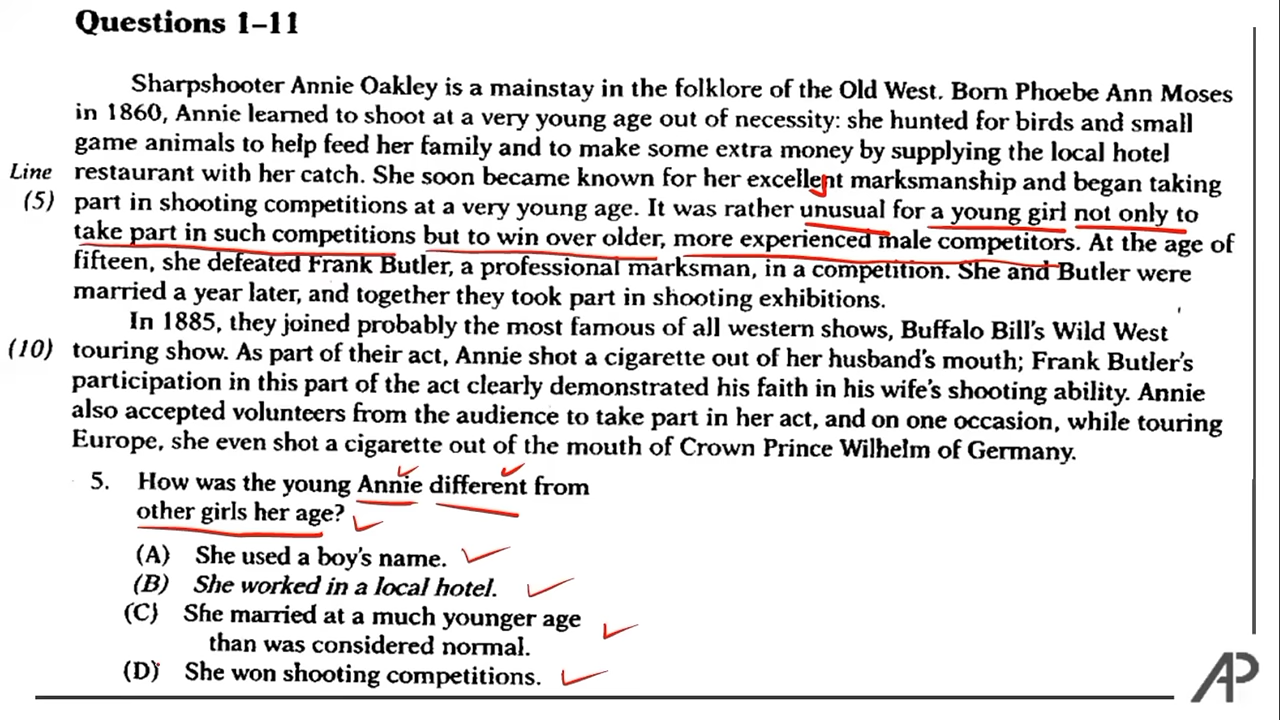 Questions 1–11
Sharpshooter Annie Oakley is a mainstay in the folklore of the Old West. Born Phoebe Ann Moses
in 1860, Annie learned to shoot at a very young age out of necessity: she hunted for birds and small
game animals to help feed her family and to make some extra money by supplying the local hotel
Line restaurant with her catch. She soon became known for her excellent marksmanship and began taking
(5) part in shooting competitions at a very young age. It was rather unusual for a young girl not only to
take part in such competitions but to win over older, more experienced male competitors. At the age of
fifteen, she defeated Frank Butler, a professional marksman, in a competition. She and Butler were
married a year later, and together they took part in shooting exhibitions.
In 1885, they joined probably the most famous of all western shows, Buffalo Bill's Wild West
(10) touring show. As part of their act, Annie shot a cigarette out of her husband's mouth; Frank Butler's
participation in this part of the act clearly demonstrated his faith in his wife's shooting ability. Annie
also accepted volunteers from the audience to take part in her act, and on one occasion, while touring
Europe, she even shot a cigarette out of the mouth of Crown Prince Wilhelm of Germany.
5. How was the young Annie different from
other girls her age?
(A) She used a boy's name.
(B) She worked in a local hotel.
(C) She married at a much younger age
than was considered normal.
(D) She won shooting competitions.
AP